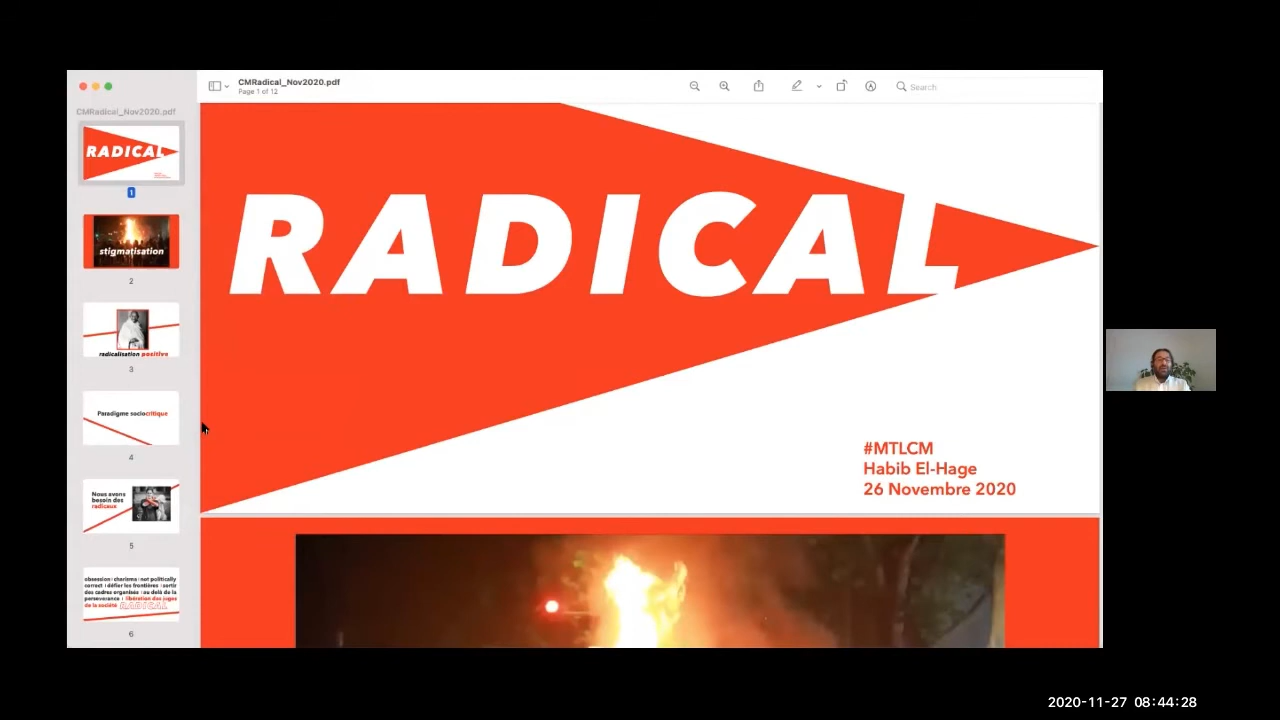 CMRadical_Nov2020.pdf
Page 1 of 12
Search
CMRadical_Nov2020.pdf
RADICAL
1
stigmatisation
2
radicalisation positive
3
Paradigme sociocritique
4
Nous avons
besoin des
radicaux
5
obsession | charisme | not politically
correct | défier les frontières | sortir
des cadres organisés | au delà de la
perseverance | libération des jugés
de la société RADICAL
6
RADICAL
#MTLCM
Habib El-Hage
26 Novembre 2020
2020-11-27 08:44:28